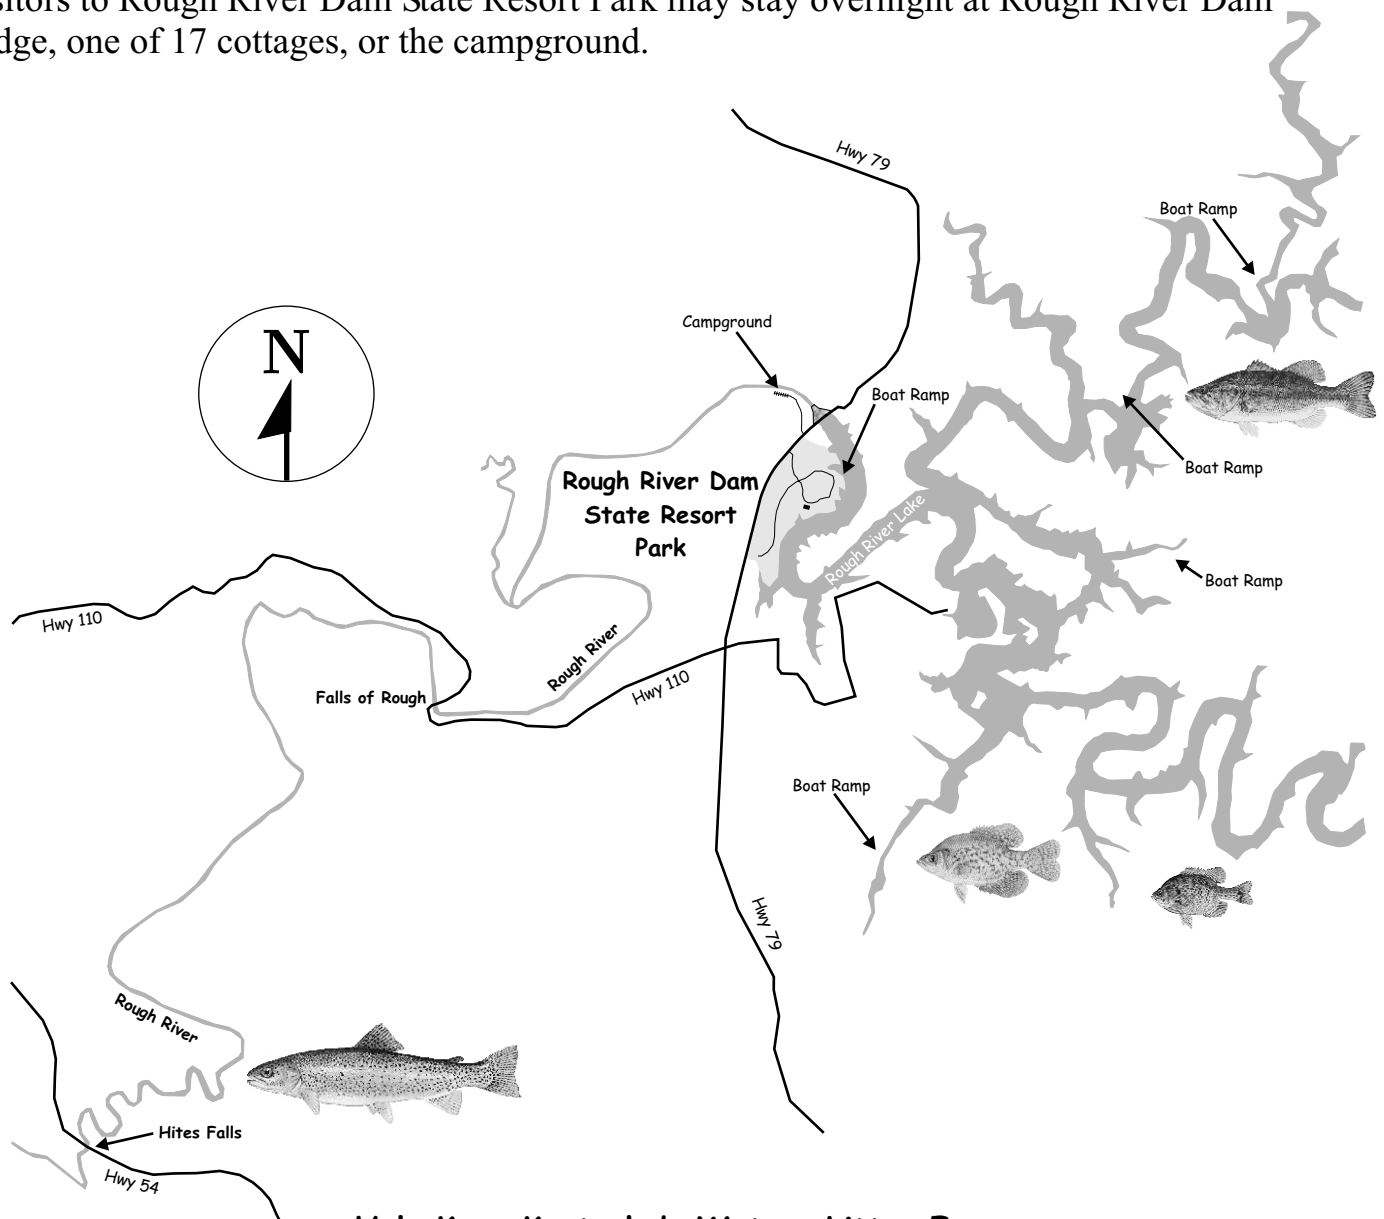 sitors to Rough River Dam State Resort Park may stay overnight at Rough River Dam
dge, one of 17 cottages, or the campground.
Hwy 79
Boat Ramp
N
Campground
Boat Ramp
Boat Ramp
Rough River Dam
State Resort
Park
Rough River Lake
Boat Ramp
Hwy 110
Rough River
Falls of Rough
Hwy 110
Boat Ramp
Hwy 79
Rough River
Hites Falls
Hwy 54